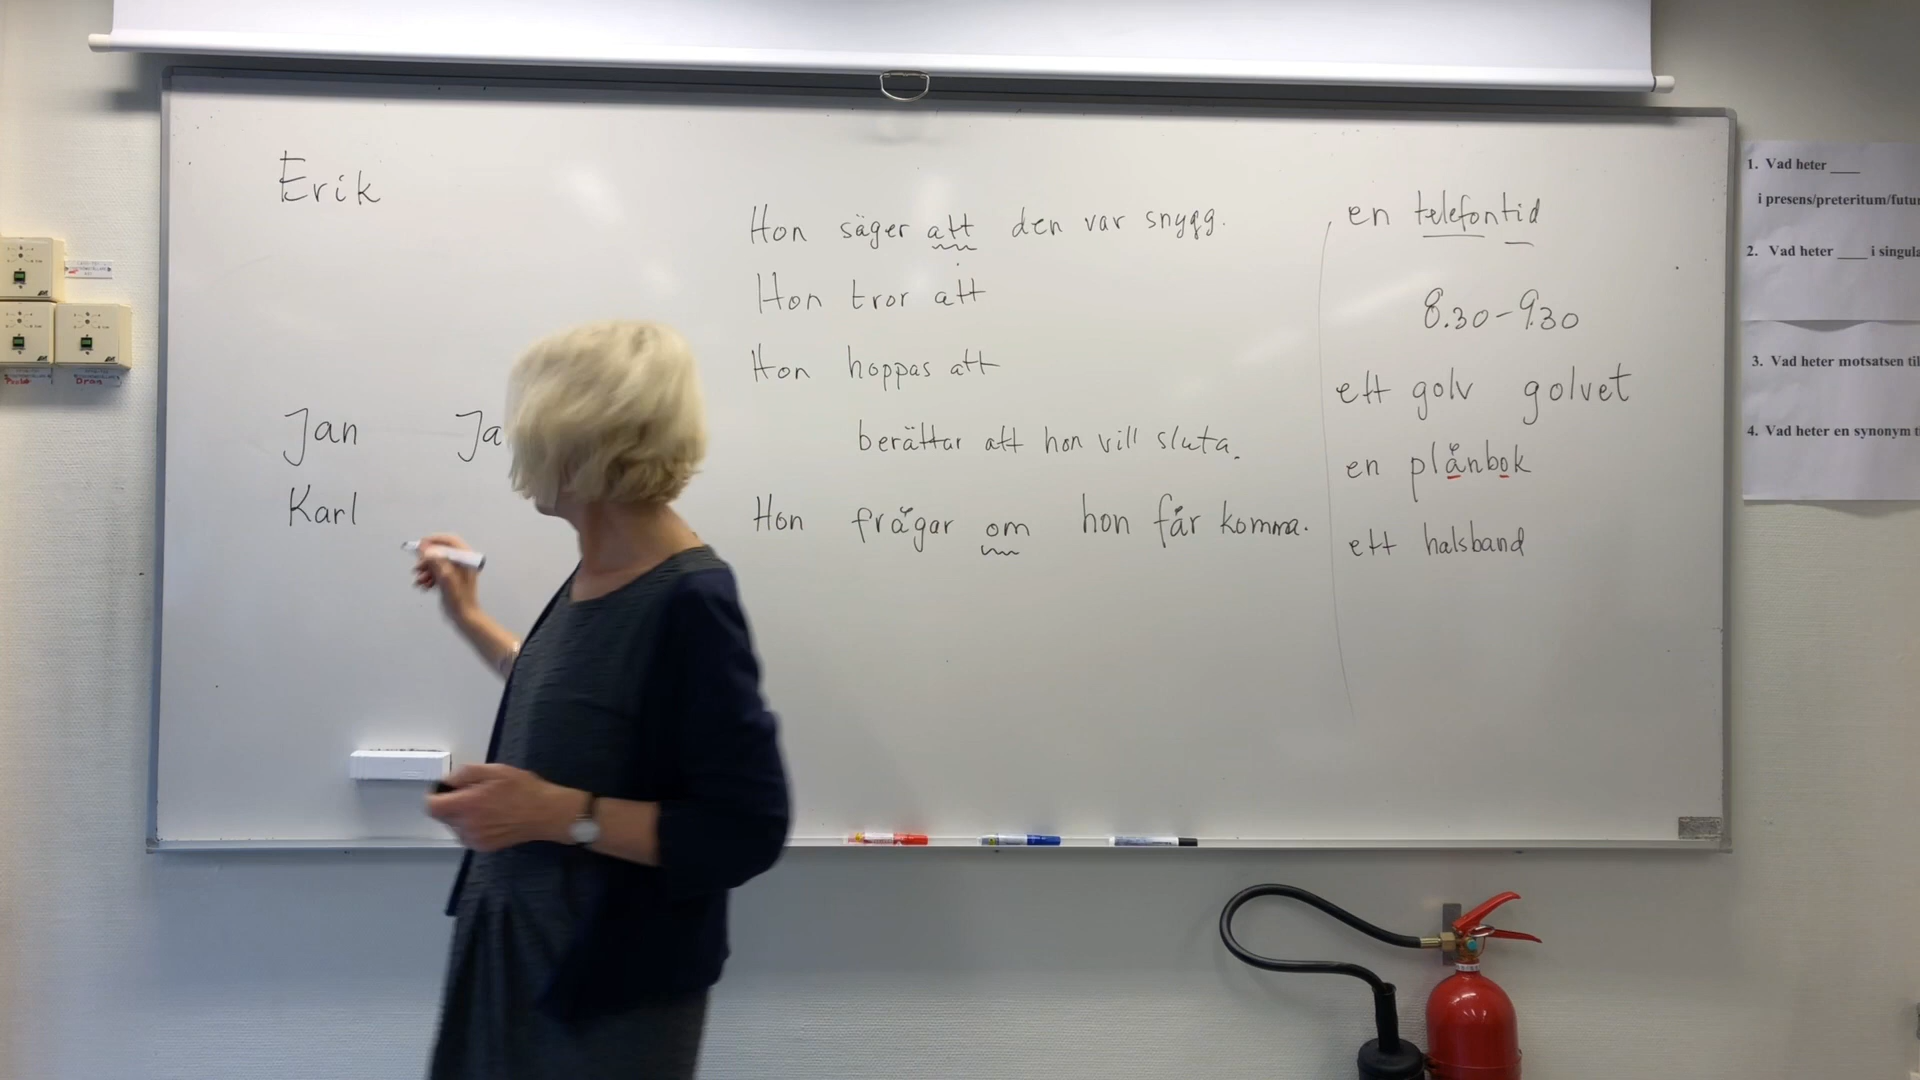 Erik
Jan Ja
Karl
Hon säger att den var snygg.
Hon tror att
Hon hoppas att
berättar att hon vill sluta.
Hon frågar om hon får komma.
en telefontid
8.30-9.30
ett golv golvet
en plånbok
ett halsband
1. Vad heter ____
i presens/preteritum/futu
2. Vad heter ____ i singula
3. Vad heter motsatsen til
4. Vad heter en synonym t